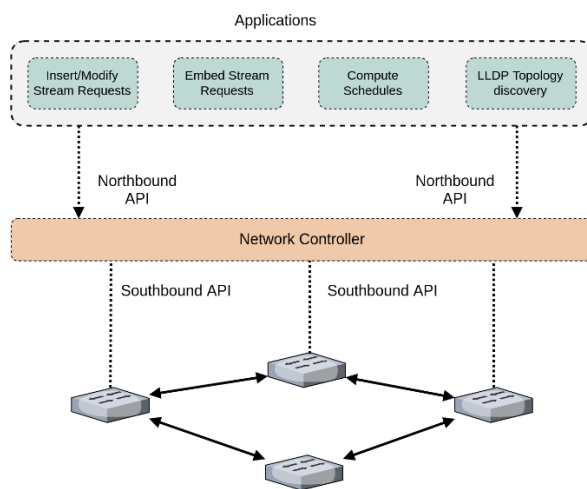 Applications
Insert/Modify
Stream Requests
Embed Stream
Requests
Compute
Schedules
LLDP Topology
discovery
Northbound
API
Northbound
API
Network Controller
Southbound API
Southbound API